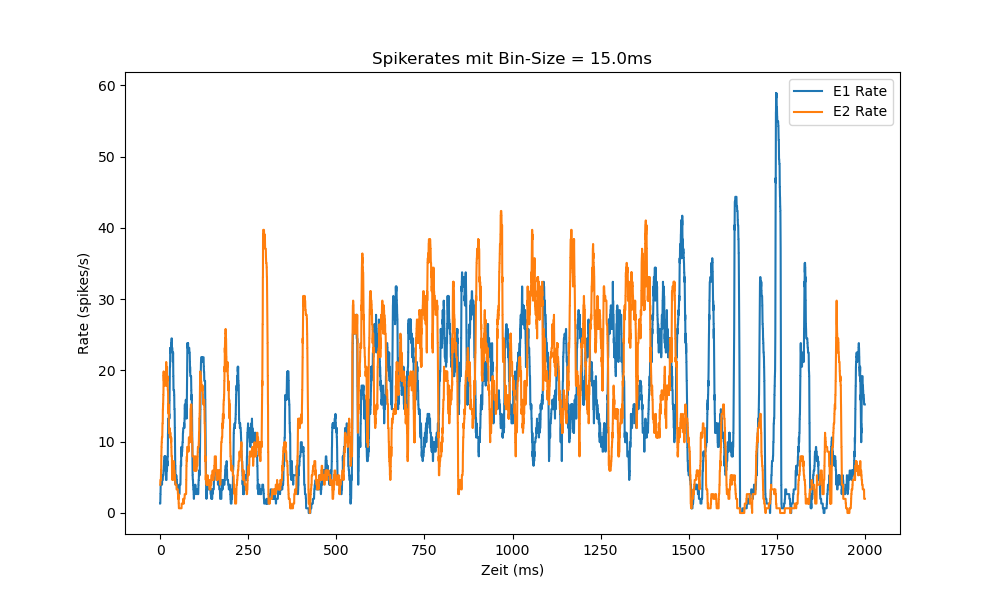 Spikerates mit Bin-Size = 15.0ms
E1 Rate
E2 Rate
60
50
40
30
20
10
0
Rate (spikes/s)
0 250 500 750 1000 1250 1500 1750 2000
Zeit (ms)